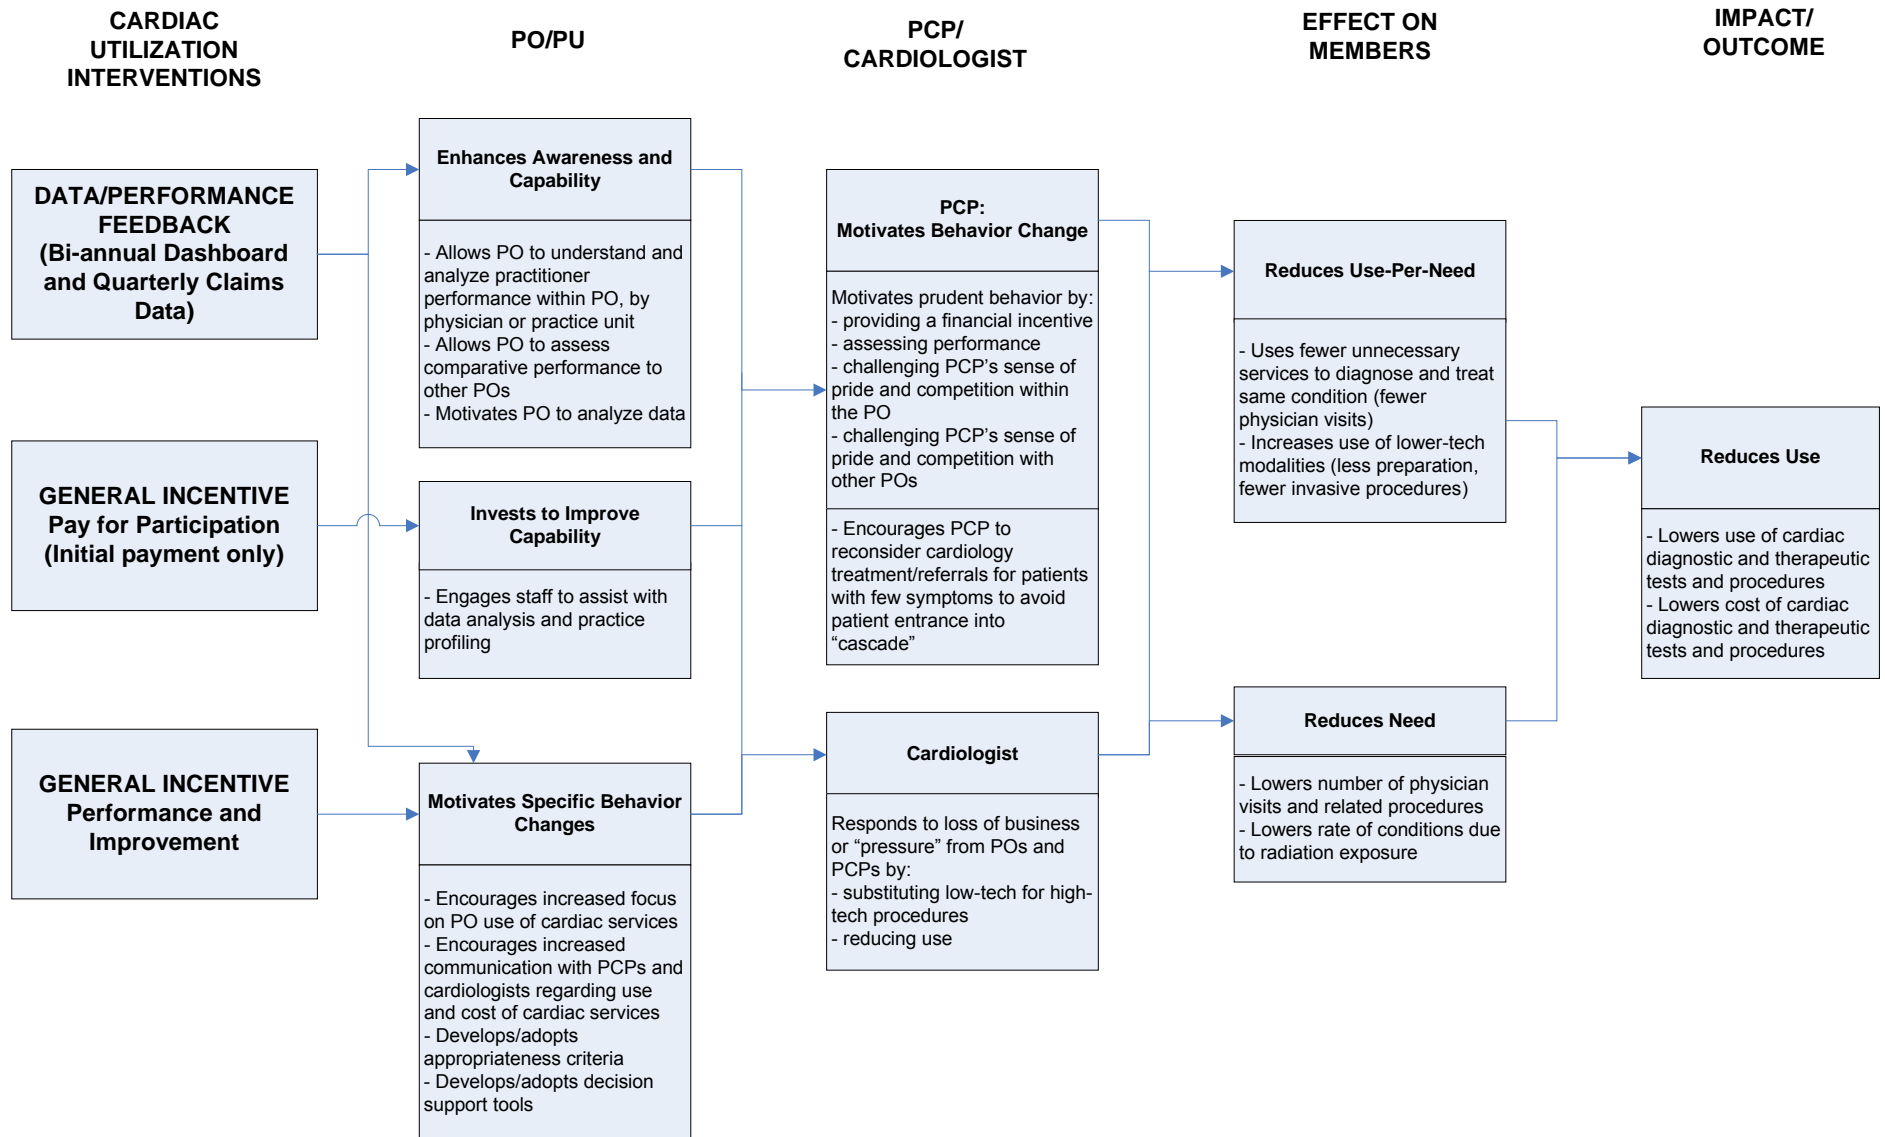 CARDIAC
UTILIZATION
INTERVENTIONS
PO/PU
PCP/
CARDIOLOGIST
EFFECT ON
MEMBERS
IMPACT/
OUTCOME
DATA/PERFORMANCE
FEEDBACK
(Bi-annual Dashboard
and Quarterly Claims
Data)
GENERAL INCENTIVE
Pay for Participation
(Initial payment only)
GENERAL INCENTIVE
Performance and
Improvement
Enhances Awareness and
Capability
- Allows PO to understand and
analyze practitioner
performance within PO, by
physician or practice unit
- Allows PO to assess
comparative performance to
other POs
- Motivates PO to analyze data
Invests to Improve
Capability
- Engages staff to assist with
data analysis and practice
profiling
Motivates Specific Behavior
Changes
- Encourages increased focus
on PO use of cardiac services
- Encourages increased
communication with PCPs and
cardiologists regarding use
and cost of cardiac services
- Develops/adopts
appropriateness criteria
- Develops/adopts decision
support tools
PCP:
Motivates Behavior Change
Motivates prudent behavior by:
- providing a financial incentive
- assessing performance
- challenging PCP’s sense of
pride and competition within
the PO
- challenging PCP’s sense of
pride and competition with
other POs
- Encourages PCP to
reconsider cardiology
treatment/referrals for patients
with few symptoms to avoid
patient entrance into
“cascade”
Cardiologist
Responds to loss of business
or “pressure” from POs and
PCPs by:
- substituting low-tech for high-
tech procedures
- reducing use
Reduces Use-Per-Need
- Uses fewer unnecessary
services to diagnose and treat
same condition (fewer
physician visits)
- Increases use of lower-tech
modalities (less preparation,
fewer invasive procedures)
Reduces Need
- Lowers number of physician
visits and related procedures
- Lowers rate of conditions due
to radiation exposure
Reduces Use
- Lowers use of cardiac
diagnostic and therapeutic
tests and procedures
- Lowers cost of cardiac
diagnostic and therapeutic
tests and procedures